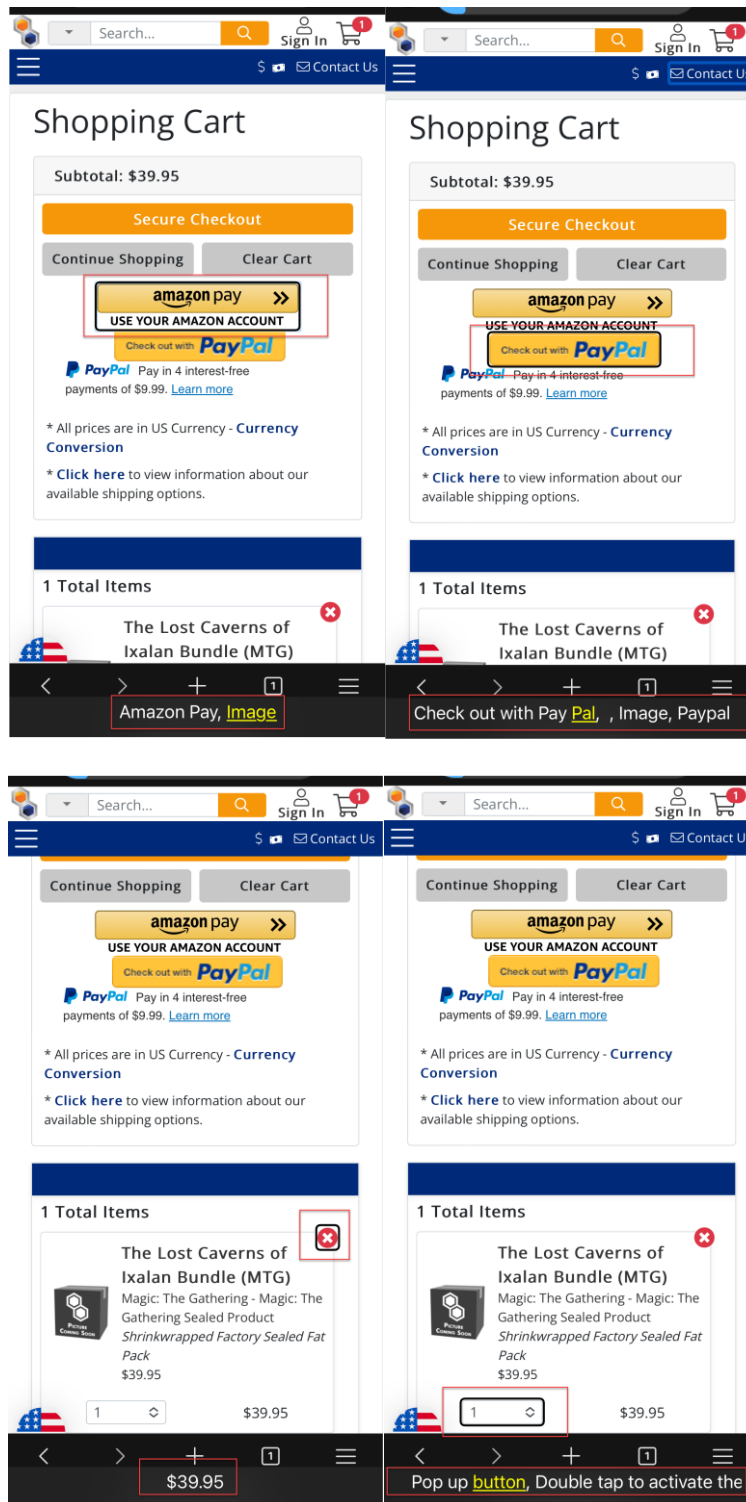 Search...
Sign In
1
$
Contact Us
Shopping Cart
Subtotal: $39.95
Secure Checkout
Continue Shopping
Clear Cart
amazon pay
USE YOUR AMAZON ACCOUNT
Check out with PayPal
PayPal Pay in 4 interest-free
payments of $9.99. Learn more
* All prices are in US Currency - Currency
Conversion
* Click here to view information about our
available shipping options.
1 Total Items
The Lost Caverns of
Ixalan Bundle (MTG)
1
Amazon Pay, Image
Search...
Sign In
1
$
Contact U
Shopping Cart
Subtotal: $39.95
Secure Checkout
Continue Shopping
Clear Cart
amazon pay
USE YOUR AMAZON ACCOUNT
Check out with PayPal
PayPal Pay in 4 interest-free
payments of $9.99. Learn more
* All prices are in US Currency - Currency
Conversion
* Click here to view information about our
available shipping options.
1 Total Items
The Lost Caverns of
Ixalan Bundle (MTG)
1
Check out with Pay Pal, , Image, Paypal
Search...
Sign In
1
$
Contact Us
Continue Shopping
Clear Cart
amazon pay
USE YOUR AMAZON ACCOUNT
Check out with PayPal
PayPal Pay in 4 interest-free
payments of $9.99. Learn more
* All prices are in US Currency - Currency
Conversion
* Click here to view information about our
available shipping options.
1 Total Items
The Lost Caverns of
Ixalan Bundle (MTG)
Magic: The Gathering - Magic: The
Gathering Sealed Product
Shrinkwrapped Factory Sealed Fat
Pack
$39.95
PICTURE
COMING SOON
1
$39.95
1
$39.95
Search...
Sign In
1
$
Contact U
Continue Shopping
Clear Cart
amazon pay
USE YOUR AMAZON ACCOUNT
Check out with PayPal
PayPal Pay in 4 interest-free
payments of $9.99. Learn more
* All prices are in US Currency - Currency
Conversion
* Click here to view information about our
available shipping options.
1 Total Items
The Lost Caverns of
Ixalan Bundle (MTG)
Magic: The Gathering - Magic: The
Gathering Sealed Product
Shrinkwrapped Factory Sealed Fat
Pack
$39.95
PICTURE
COMING SOON
1
$39.95
1
Pop up button, Double tap to activate the